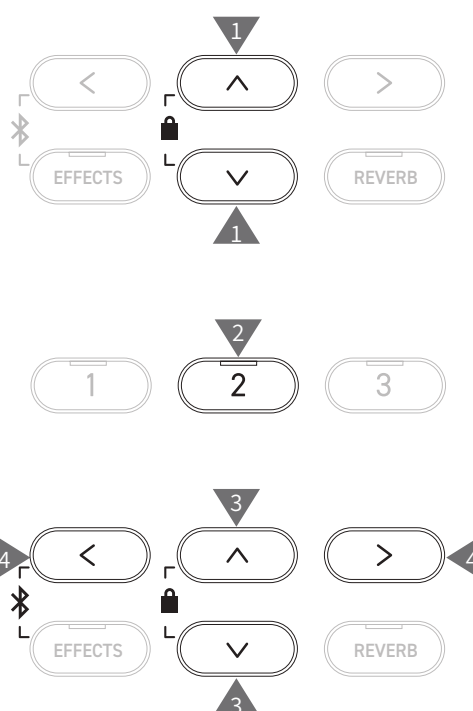 1
< ∧ >
EFFECTS ∨ REVERB
1
2
1 2 3
3
4 < ∧ > 4
EFFECTS ∨ REVERB
3